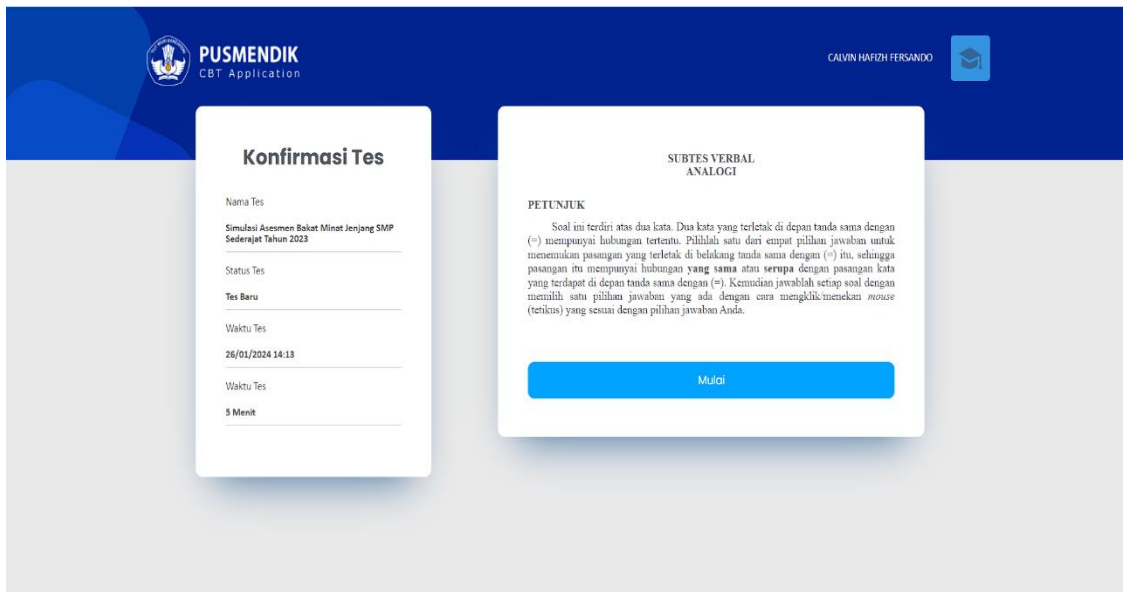 PUSMENDIK
CBT Application
CALVIN HAFIZH FERSANDO
Konfirmasi Tes
Nama Tes
Simulasi Asesmen Bakat Minat Jenjang SMP
Sederajat Tahun 2023
Status Tes
Tes Baru
Waktu Tes
26/01/2024 14:13
Waktu Tes
5 Menit
SUBTES VERBAL
ANALOGI
PETUNJUK
Soal ini terdiri atas dua kata. Dua kata yang terletak di depan tanda sama dengan
(=) mempunyai hubungan tertentu. Pilihlah satu dari empat pilihan jawaban untuk
menemukan pasangan yang terletak di belakang tanda sama dengan (=) itu, sehingga
pasangan itu mempunyai hubungan yang sama atau serupa dengan pasangan kata
yang terdapat di depan tanda sama dengan (=). Kemudian jawablah setiap soal dengan
memilih satu pilihan jawaban yang ada dengan cara mengklik/menekan mouse
(tetikus) yang sesuai dengan pilihan jawaban Anda.
Mulai